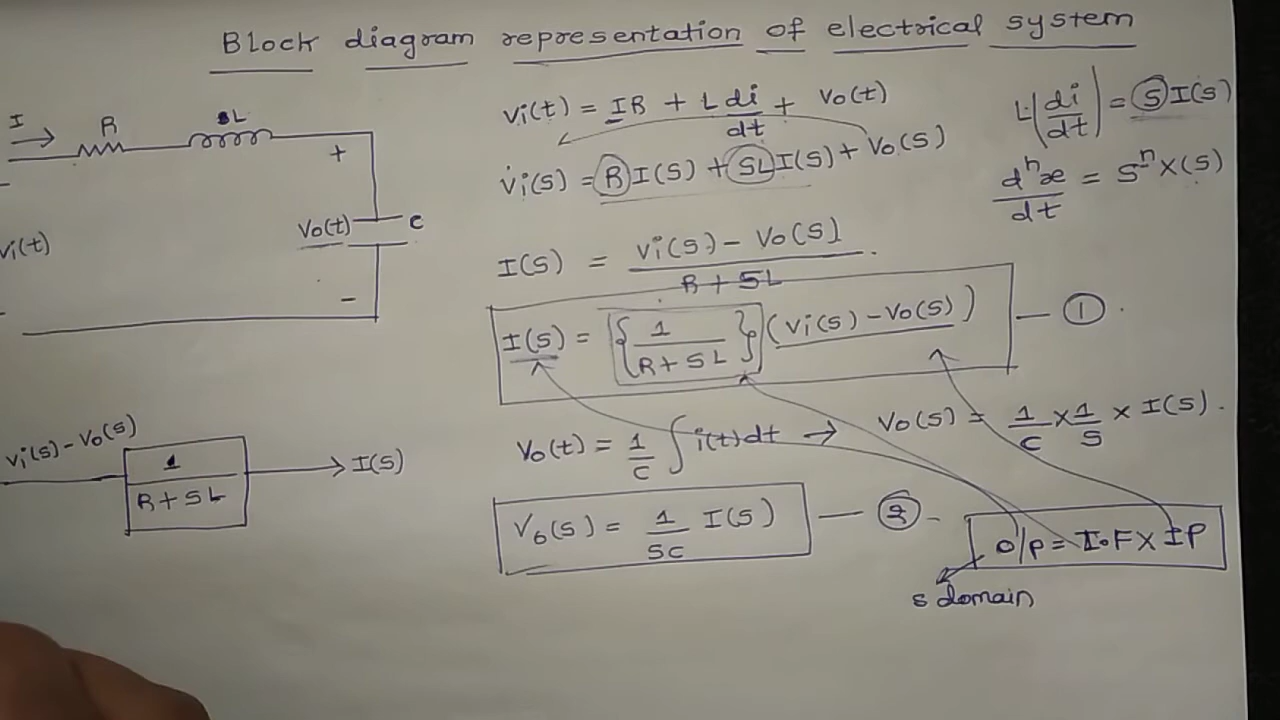 Block diagram representation of electrical system
I
R
SL
+
Vo(t)
C
Vi(t)
-
Vi(t) = IR + L di/dt + Vo(t)
Vi(s) = R I(s) + SL I(s) + Vo(s)
L(di/dt) = S I(s)
dⁿx/dt = Sⁿ X(s)
I(s) = Vi(s) - Vo(s) / R + SL
I(s) = { 1 / R + SL } (Vi(s) - Vo(s)) — 1
Vo(t) = 1/C ∫ i(t)dt → Vo(s) = 1/C × 1/S × I(s).
Vo(s) = 1/SC I(s) — 2
O/P = T.F × IP
s domain
Vi(s) - Vo(s)
1 / R + SL
I(s)